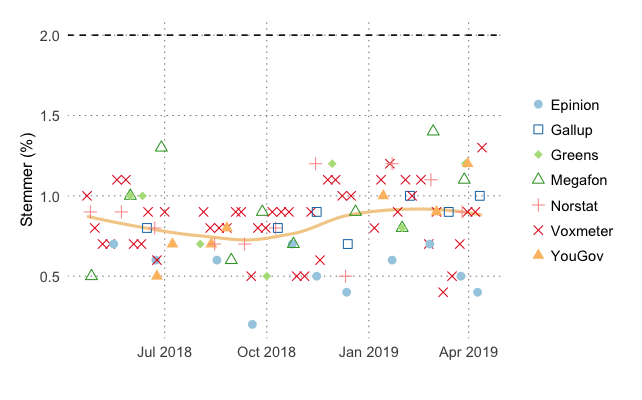 2.0
1.5
1.0
0.5
Stemmer (%)
Jul 2018
Oct 2018
Jan 2019
Apr 2019
Epinion
Gallup
Greens
Megafon
Norstat
Voxmeter
YouGov